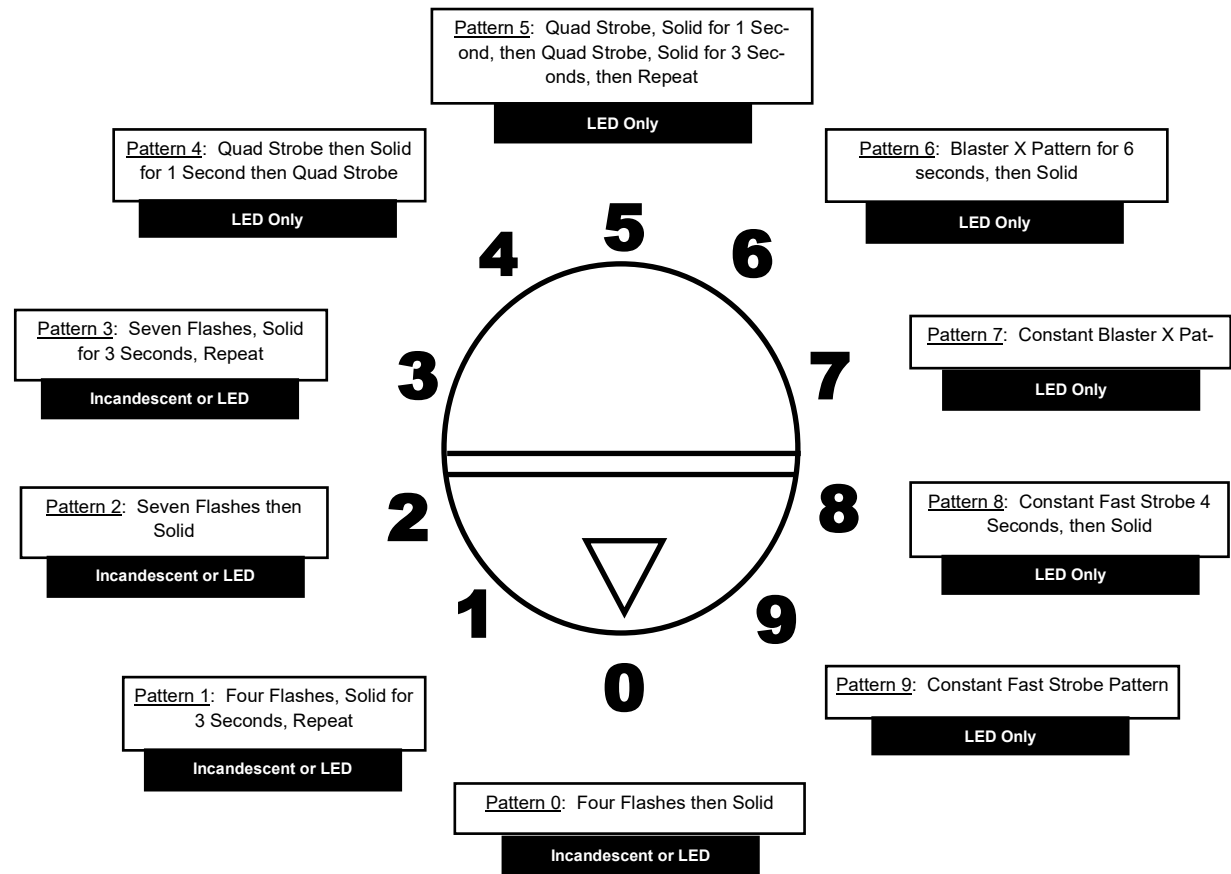 Pattern 5:  Quad Strobe, Solid for 1 Sec-
ond, then Quad Strobe, Solid for 3 Sec-
onds, then Repeat
LED Only
Pattern 4:  Quad Strobe then Solid
for 1 Second then Quad Strobe
LED Only
Pattern 6:  Blaster X Pattern for 6
seconds, then Solid
LED Only
5
4
6
Pattern 3:  Seven Flashes, Solid
for 3 Seconds, Repeat
Incandescent or LED
3
7
Pattern 7:  Constant Blaster X Pat-
LED Only
Pattern 2:  Seven Flashes then
Solid
Incandescent or LED
2
8
Pattern 8:  Constant Fast Strobe 4
Seconds, then Solid
LED Only
1
9
0
Pattern 1:  Four Flashes, Solid for
3 Seconds, Repeat
Incandescent or LED
Pattern 9:  Constant Fast Strobe Pattern
LED Only
Pattern 0:  Four Flashes then Solid
Incandescent or LED